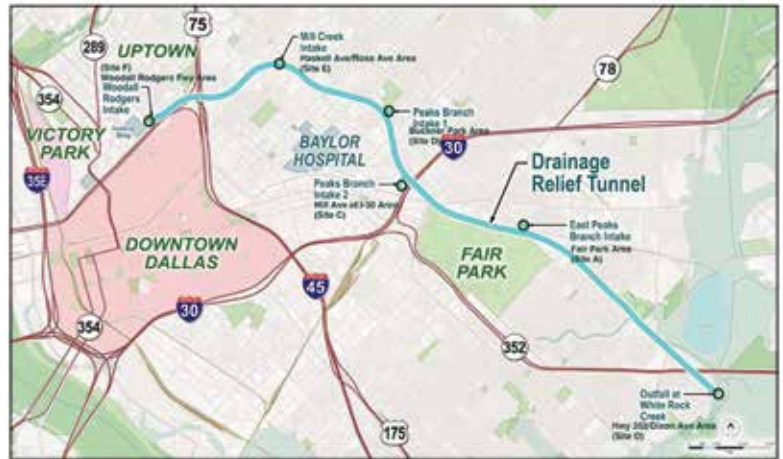 75
289
UPTOWN
(Site F)
Woodall Rodgers Fwy Area
Woodall
Rodgers
Intake
Mill Creek
Intake
Haskell Ave/Ross Ave Area
(Site E)
78
354
VICTORY
PARK
35E
Peaks Branch
Intake 1
Buckner Park Area
(Site D)
BAYLOR
HOSPITAL
30
Drainage
Relief Tunnel
Peaks Branch
Intake 2
Mill Ave at I-30 Area
(Site C)
East Peaks
Branch Intake
Fair Park Area
(Site A)
DOWNTOWN
DALLAS
FAIR
PARK
45
30
354
352
175
Outfall at
White Rock
Creek
Hwy 352/Dixon Ave Area